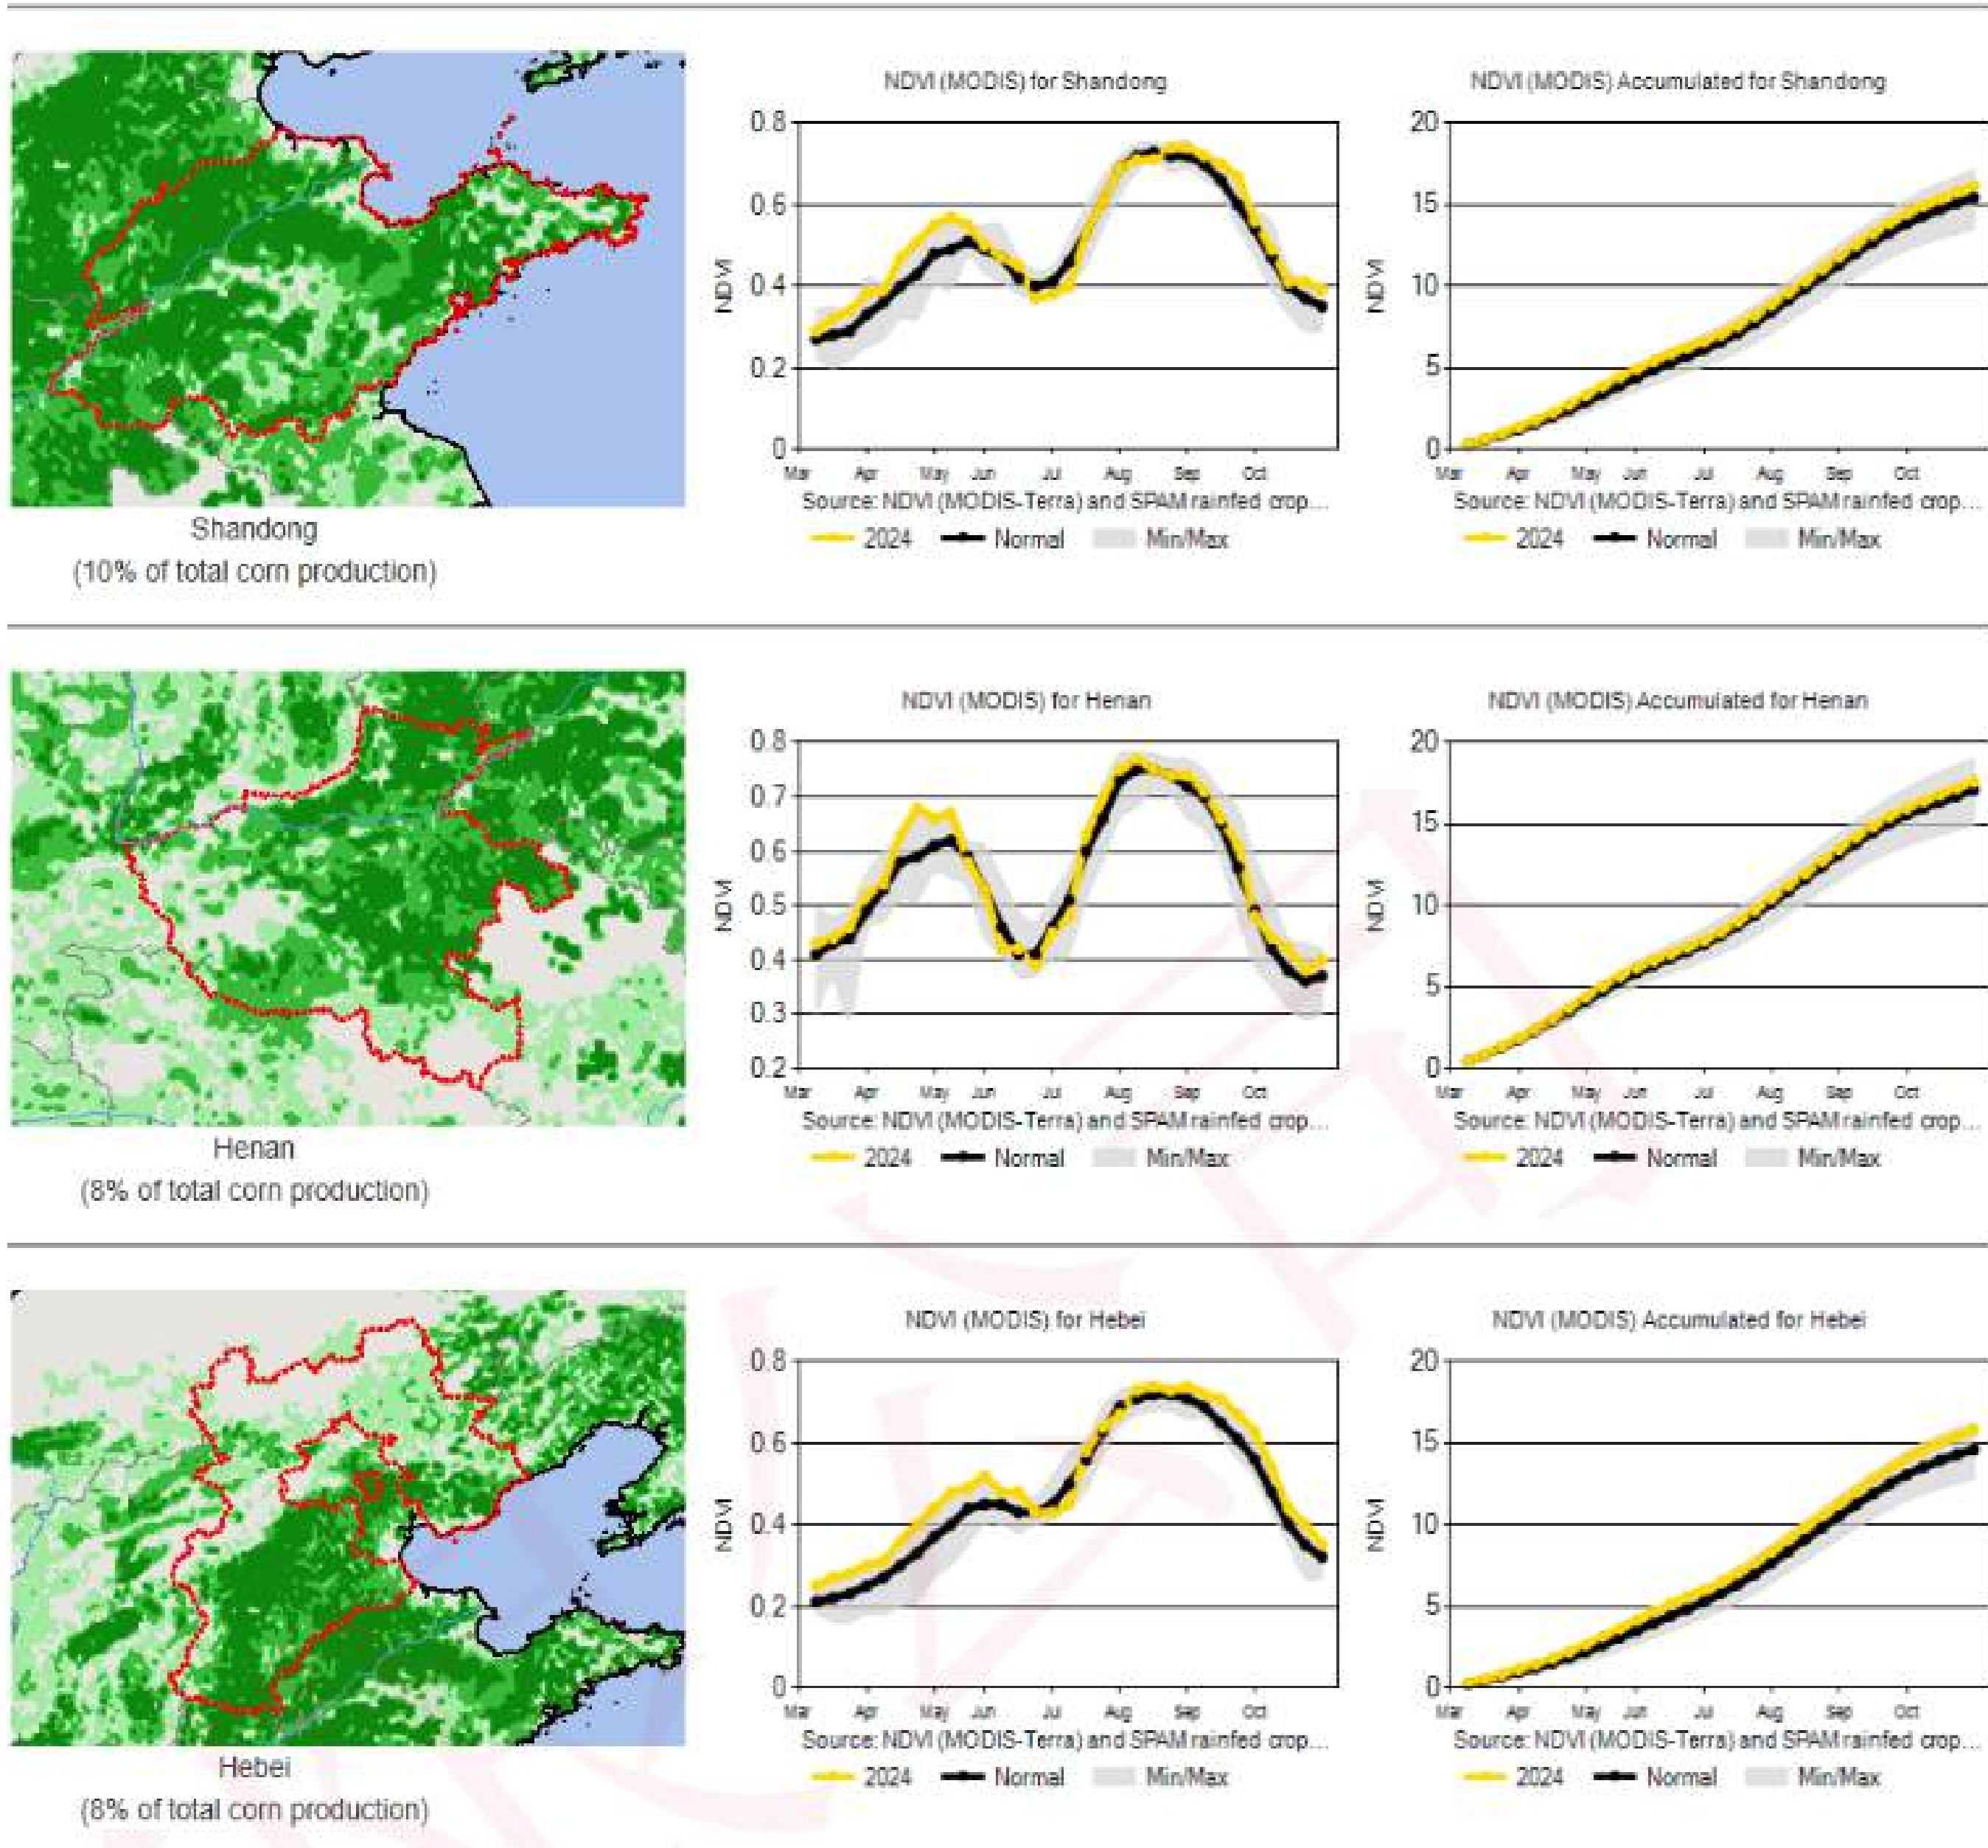 NDVI (MODIS) for Shandong
NDVI (MODIS) Accumulated for Shandong
0.8
0.6
0.4
0.2
0
NDVI
Mar Apr May Jun Jul Aug Sep Oct
Source: NDVI (MODIS-Terra) and SPAM rainfed crop...
2024 Normal Min/Max
20
15
10
5
0
NDVI
Mar Apr May Jun Jul Aug Sep Oct
Source: NDVI (MODIS-Terra) and SPAM rainfed crop...
2024 Normal Min/Max
Shandong
(10% of total corn production)
NDVI (MODIS) for Henan
NDVI (MODIS) Accumulated for Henan
0.8
0.7
0.6
0.5
0.4
0.3
0.2
NDVI
Mar Apr May Jun Jul Aug Sep Oct
Source: NDVI (MODIS-Terra) and SPAM rainfed crop...
2024 Normal Min/Max
20
15
10
5
0
NDVI
Mar Apr May Jun Jul Aug Sep Oct
Source: NDVI (MODIS-Terra) and SPAM rainfed crop...
2024 Normal Min/Max
Henan
(8% of total corn production)
NDVI (MODIS) for Hebei
NDVI (MODIS) Accumulated for Hebei
0.8
0.6
0.4
0.2
0
NDVI
Mar Apr May Jun Jul Aug Sep Oct
Source: NDVI (MODIS-Terra) and SPAM rainfed crop...
2024 Normal Min/Max
20
15
10
5
0
NDVI
Mar Apr May Jun Jul Aug Sep Oct
Source: NDVI (MODIS-Terra) and SPAM rainfed crop...
2024 Normal Min/Max
Hebei
(8% of total corn production)